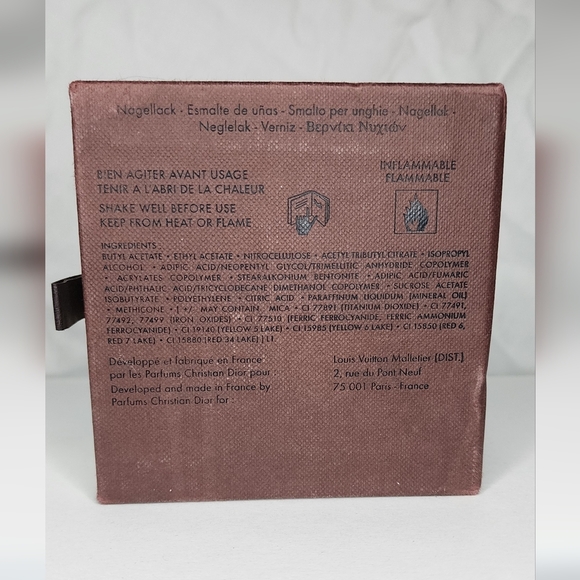 Nagellack - Esmalte de uñas - Smalto per unghie - Nagellak -
Neglelak - Verniz - Βερνίκι Νυχτών
BIEN AGITER AVANT USAGE
TENIR A L'ABRI DE LA CHALEUR
SHAKE WELL BEFORE USE
KEEP FROM HEAT OR FLAME
INFLAMMABLE
FLAMMABLE
INGREDIENTS :
BUTYL ACETATE • ETHYL ACETATE • NITROCELLULOSE • ACETYL TRIBUTYL CITRATE • ISOPROPYL
ALCOHOL • ADIPIC ACID/NEOPENTYL GLYCOL/TRIMELLITIC ANHYDRIDE COPOLYMER
• ACRYLATES COPOLYMER • STEARALKONIUM BENTONITE • ADIPIC ACID/FUMARIC
ACID/PHTHALIC ACID/TRICYCLODECANE DIMETHANOL COPOLYMER • SUCROSE ACETATE
ISOBUTYRATE • POLYETHYLENE • CITRIC ACID • PARAFFINUM LIQUIDUM (MINERAL OIL)
• METHICONE • [ +/- MAY CONTAIN : MICA • CI 77891 (TITANIUM DIOXIDE) • CI 77491,
77492, 77499 (IRON OXIDES) • CI 77510 (FERRIC FERROCYANIDE, FERRIC AMMONIUM
FERROCYANIDE) • CI 19140 (YELLOW 5 LAKE) • CI 15985 (YELLOW 6 LAKE) • CI 15850 (RED 6,
RED 7 LAKE) • CI 15880 (RED 34 LAKE) ] L1.
Développé et fabriqué en France
par les Parfums Christian Dior pour :
Developed and made in France by
Parfums Christian Dior for :
Louis Vuitton Malletier (DIST.)
2, rue du Pont Neuf
75 001 Paris - France